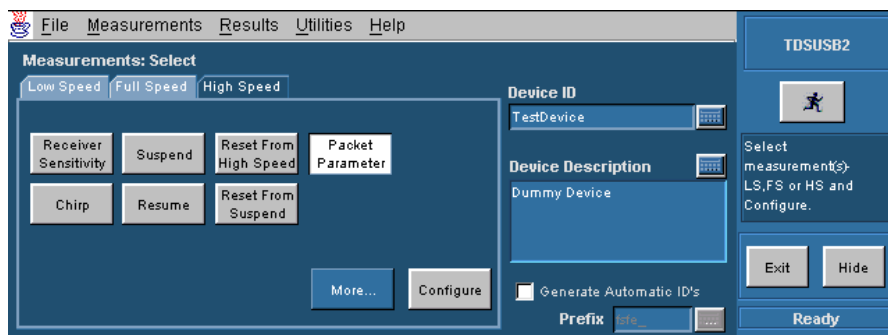 File Measurements Results Utilities Help
TDSUSB2
Measurements: Select
Low Speed Full Speed High Speed
Receiver Sensitivity
Suspend
Reset From High Speed
Packet Parameter
Chirp
Resume
Reset From Suspend
More...
Configure
Device ID
TestDevice
Device Description
Dummy Device
Generate Automatic ID's
Prefix
...
Select
measurement(s)-
LS,FS or HS and
Configure.
Exit
Hide
Ready